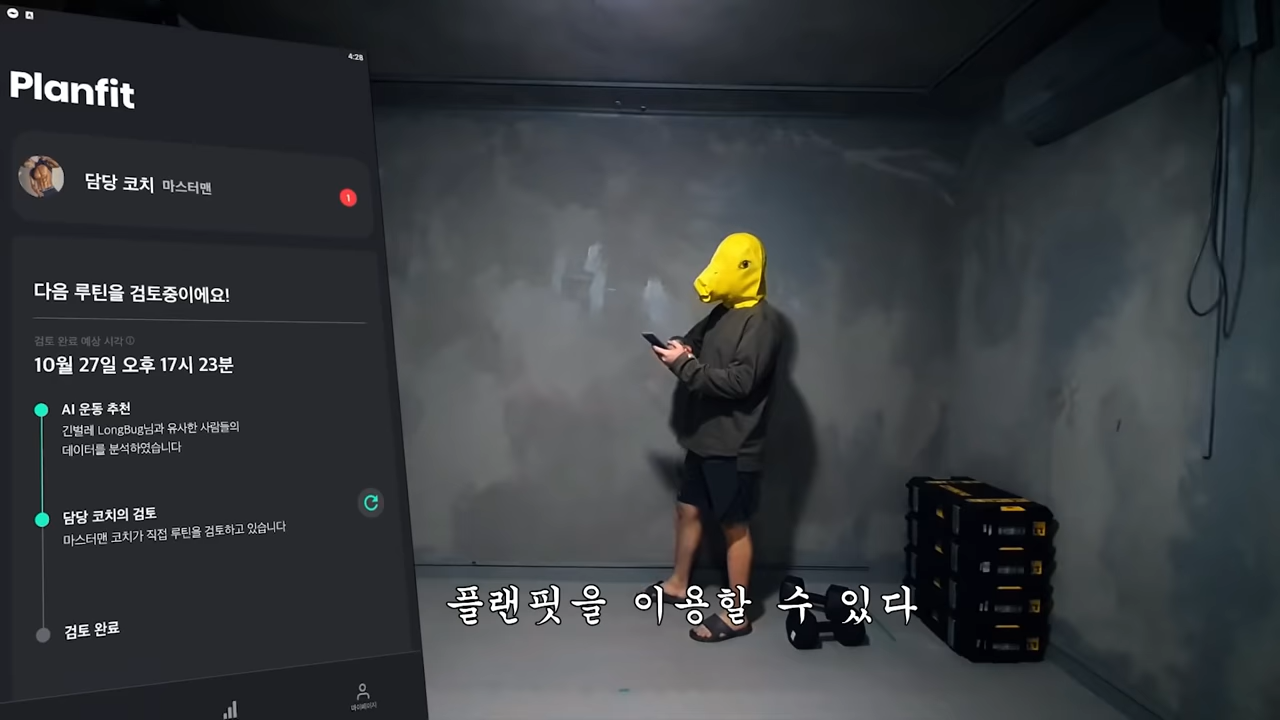 4:28
Planfit
담당 코치 마스터맨
1
다음 루틴을 검토중이에요!
검토 완료 예상 시각
10월 27일 오후 17시 23분
AI 운동 추천
긴벌레 LongBug님과 유사한 사람들의
데이터를 분석하였습니다
담당 코치의 검토
마스터맨 코치가 직접 루틴을 검토하고 있습니다
검토 완료
마이페이지
플랜핏을 이용할 수 있다